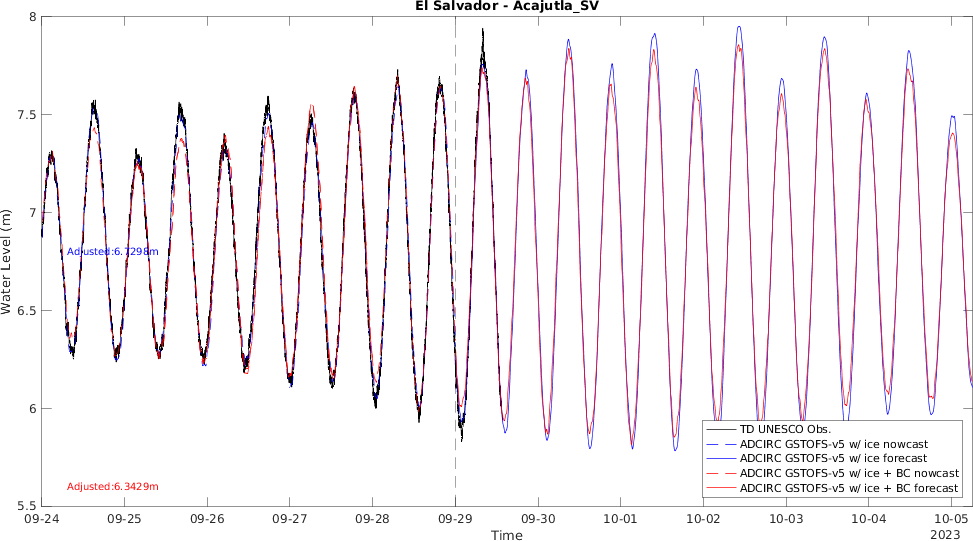 El Salvador - Acajutla_SV
8
7.5
7
6.5
6
5.5
Water Level (m)
Adjusted:6.7298m
Adjusted:6.3429m
TD UNESCO Obs.
ADCIRC GSTOFS-v5 w/ ice nowcast
ADCIRC GSTOFS-v5 w/ ice forecast
ADCIRC GSTOFS-v5 w/ ice + BC nowcast
ADCIRC GSTOFS-v5 w/ ice + BC forecast
09-24 09-25 09-26 09-27 09-28 09-29 09-30 10-01 10-02 10-03 10-04 10-05
2023
Time